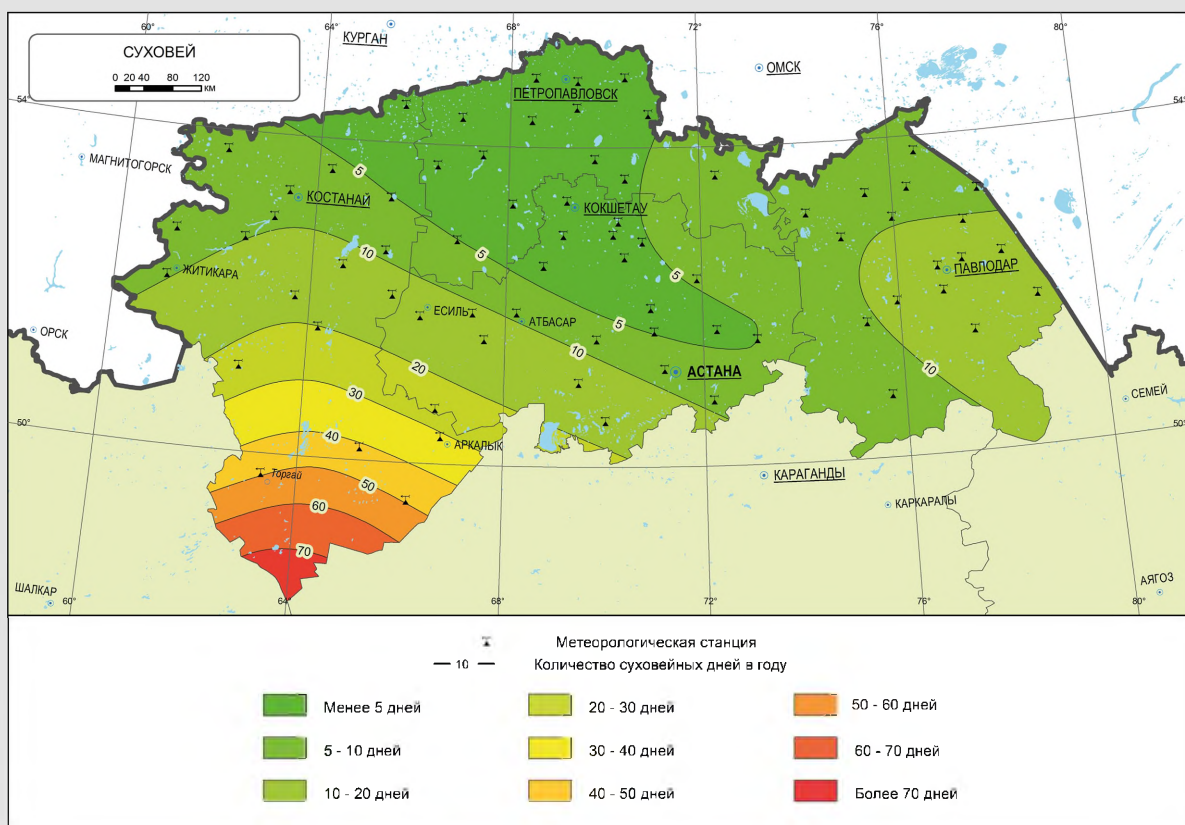 60°
64°
68°
72°
76°
СУХОВЕЙ
0 20 40 80 120
КМ
КУРГАН
ОМСК
54°
54°
ПЕТРОПАВЛОВСК
МАГНИТОГОРСК
5
КОСТАНАЙ
КОКШЕТАУ
10
5
5
ЖИТИКАРА
ПАВЛОДАР
ЕСИЛЬ
АТБАСАР
5
ОРСК
10
20
АСТАНА
10
30
СЕМЕЙ
50°
40
АРКАЛЫК
50°
Торгай
50
КАРАГАНДЫ
60
КАРКАРАЛЫ
70
ШАЛКАР
АЯГОЗ
60°
64°
68°
72°
76°
80°
Метеорологическая станция
10 Количество суховейных дней в году
Менее 5 дней
5 - 10 дней
10 - 20 дней
20 - 30 дней
30 - 40 дней
40 - 50 дней
50 - 60 дней
60 - 70 дней
Более 70 дней